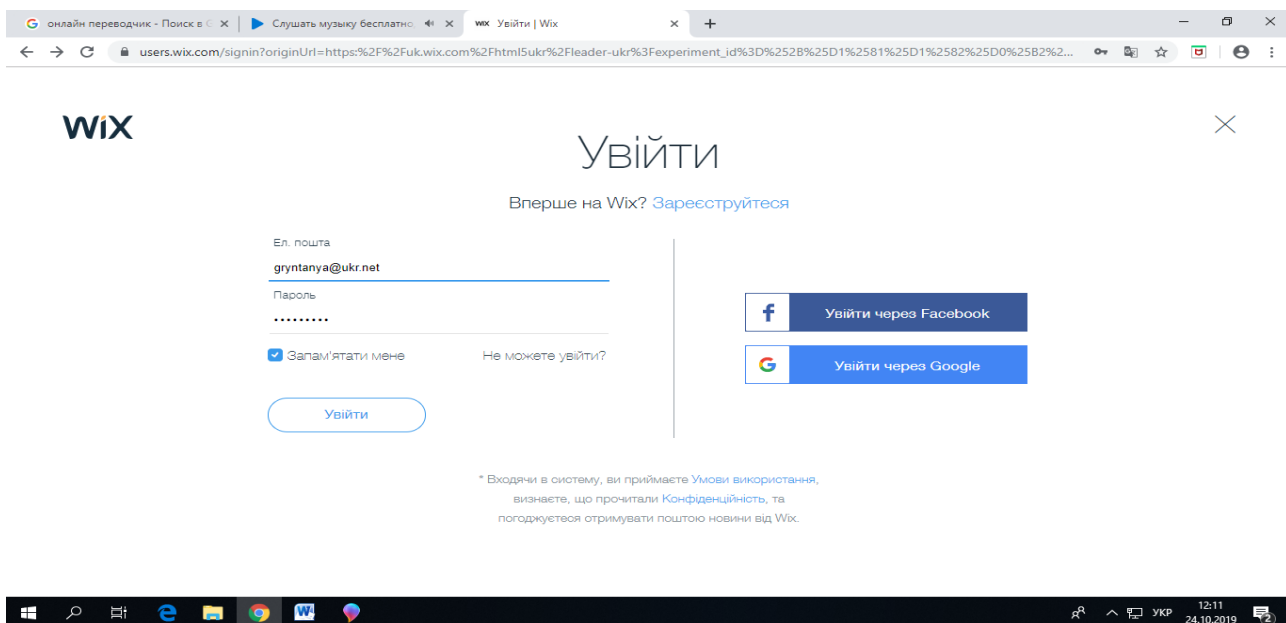 онлайн переводчик - Поиск в G
Слушать музыку бесплатно
WIX Увійти | Wix
users.wix.com/signin?originUrl=https:%2F%2Fuk.wix.com%2Fhtml5ukr%2Fleader-ukr%3Fexperiment_id%3D%252B%25D1%2581%25D1%2582%25D0%25B2%2...
WiX
Увійти
Вперше на Wix? Зареєструйтеся
Ел. пошта
gryntanya@ukr.net
Пароль
•••••••••
Запам'ятати мене
Не можете увійти?
Увійти
f Увійти через Facebook
G Увійти через Google
* Входячи в систему, ви приймаєте Умови використання,
визнаєте, що прочитали Конфіденційність, та
погоджуєтеся отримувати поштою новини від Wix.
УКР
12:11
24.10.2019
2